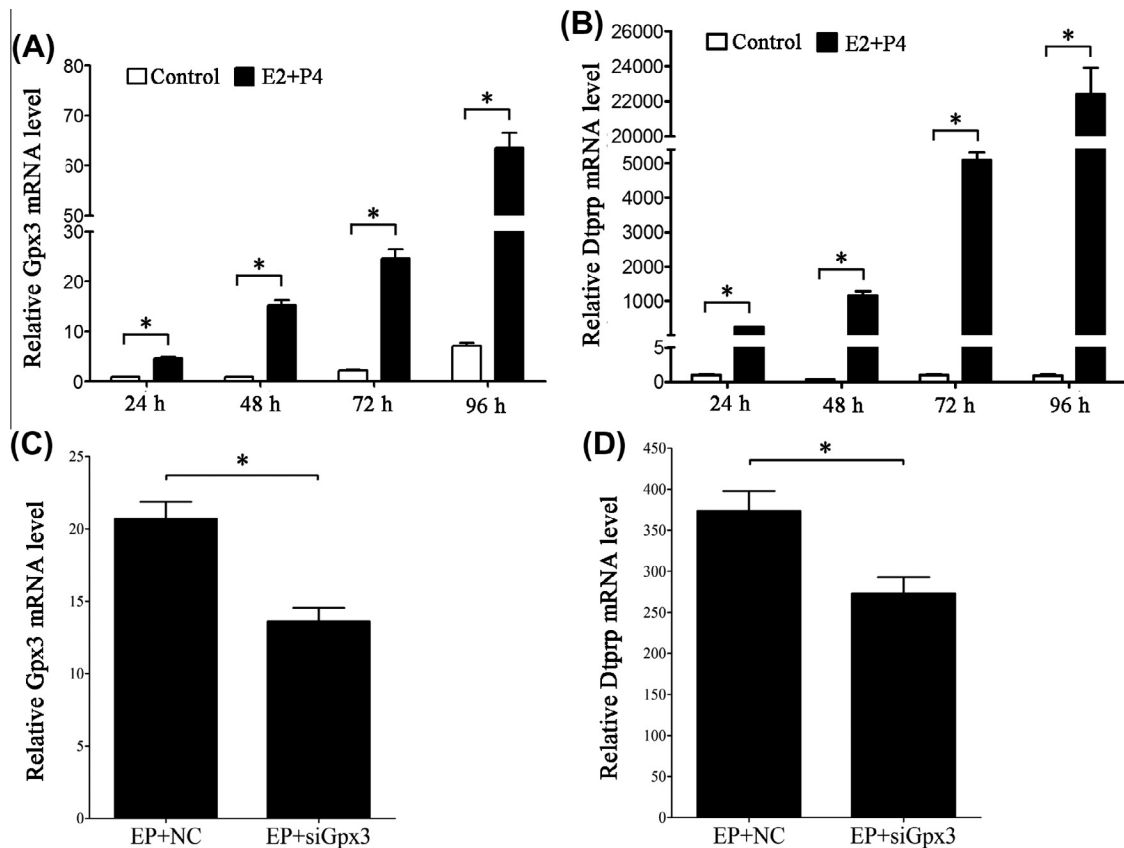 (A)
Relative Gpx3 mRNA level
80
70
60
50
30
20
10
0
Control E2+P4
* * * *
24 h 48 h 72 h 96 h
(B)
Relative Dtprp mRNA level
26000
24000
22000
20000
5000
4000
3000
2000
1000
5
0
Control E2+P4
* * * *
24 h 48 h 72 h 96 h
(C)
Relative Gpx3 mRNA level
25
20
15
10
5
0
*
EP+NC EP+siGpx3
(D)
Relative Dtprp mRNA level
450
400
350
300
250
200
150
100
50
0
*
EP+NC EP+siGpx3